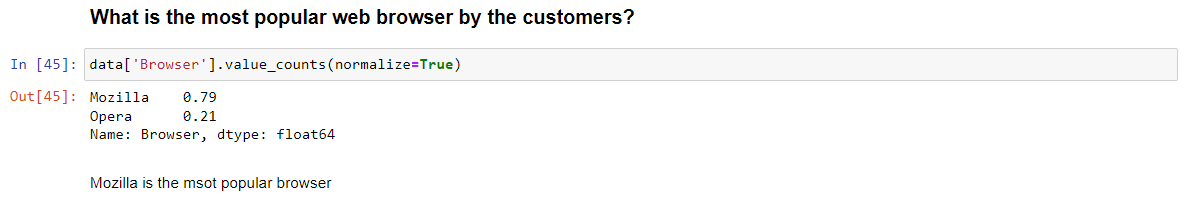 What is the most popular web browser by the customers?
In [45]: data['Browser'].value_counts(normalize=True)
Out[45]: Mozilla    0.79
Opera      0.21
Name: Browser, dtype: float64
Mozilla is the msot popular browser